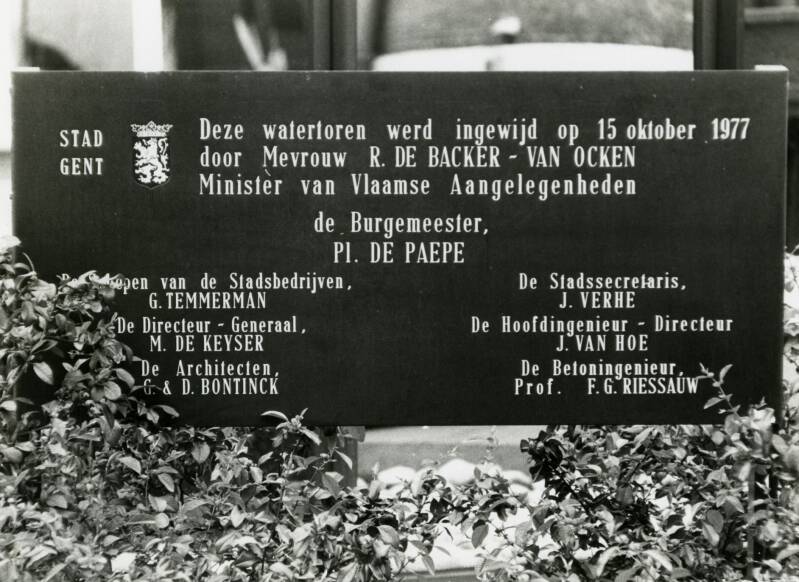 STAD
GENT
Deze watertoren werd ingewijd op 15 oktober 1977
door Mevrouw R. DE BACKER - VAN OCKEN
Minister van Vlaamse Aangelegenheden
de Burgemeester,
Pl. DE PAEPE
De Schepen van de Stadsbedrijven,
G. TEMMERMAN
De Directeur - Generaal,
M. DE KEYSER
De Architecten,
G. & D. BONTINCK
De Stadssecretaris,
J. VERHE
De Hoofdingenieur - Directeur
J. VAN HOE
De Betoningenieur,
Prof. F. G. RIESSAUW